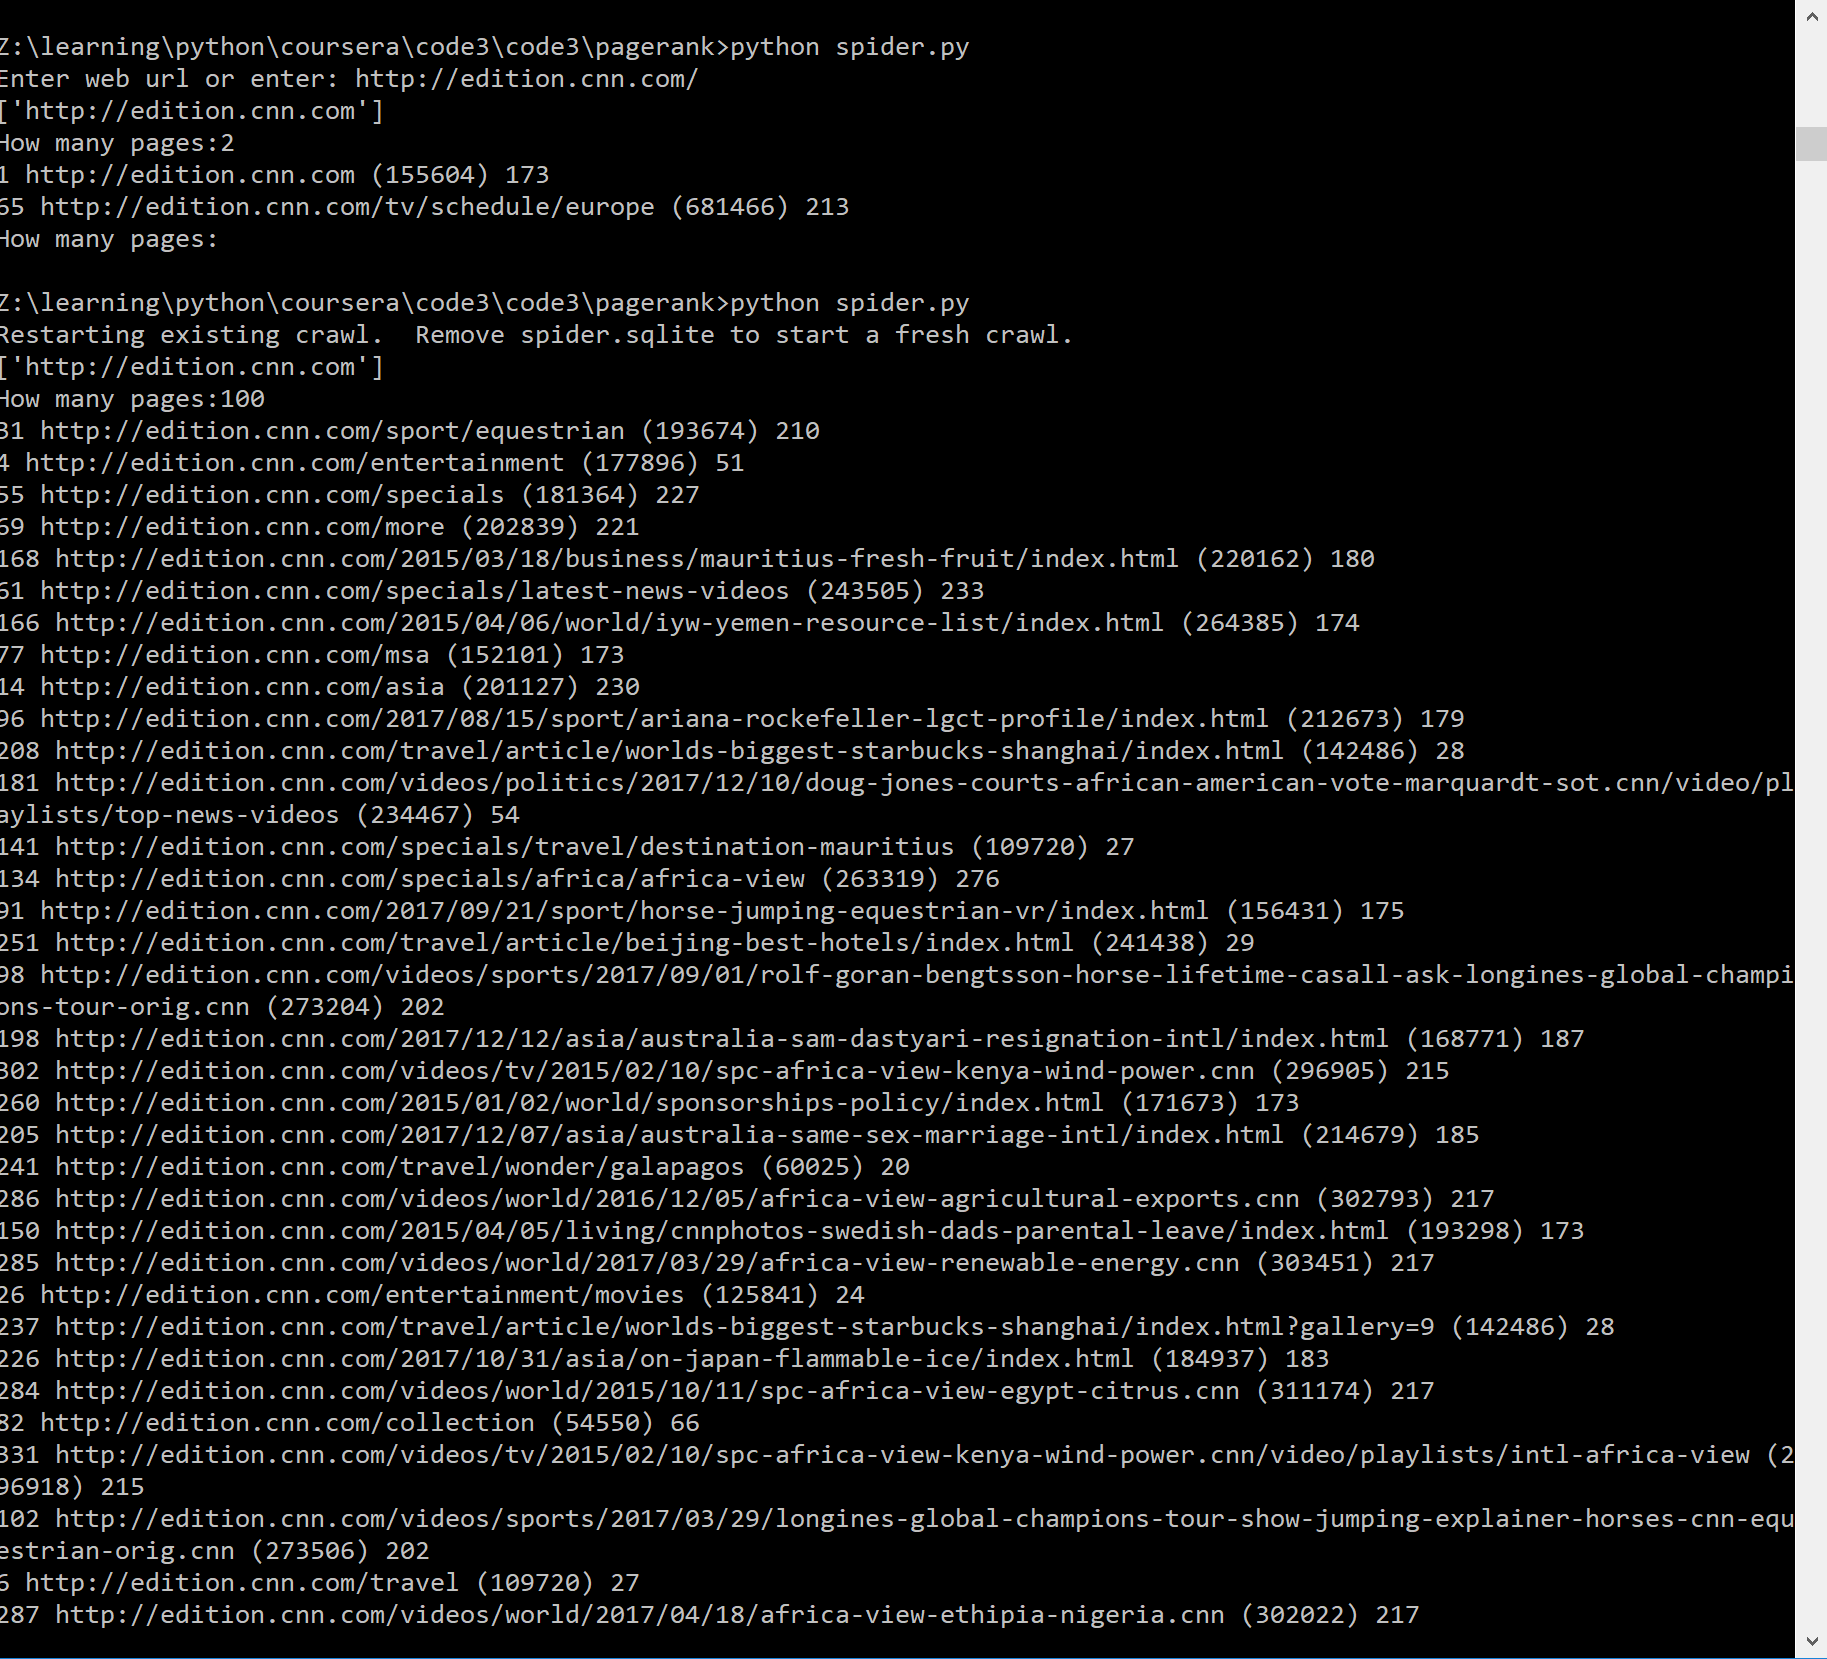 Z:\learning\python\coursera\code3\code3\pagerank>python spider.py
Enter web url or enter: http://edition.cnn.com/
['http://edition.cnn.com']
How many pages:2
1 http://edition.cnn.com (155604) 173
65 http://edition.cnn.com/tv/schedule/europe (681466) 213
How many pages:
Z:\learning\python\coursera\code3\code3\pagerank>python spider.py
Restarting existing crawl.  Remove spider.sqlite to start a fresh crawl.
['http://edition.cnn.com']
How many pages:100
31 http://edition.cnn.com/sport/equestrian (193674) 210
4 http://edition.cnn.com/entertainment (177896) 51
55 http://edition.cnn.com/specials (181364) 227
69 http://edition.cnn.com/more (202839) 221
168 http://edition.cnn.com/2015/03/18/business/mauritius-fresh-fruit/index.html (220162) 180
61 http://edition.cnn.com/specials/latest-news-videos (243505) 233
166 http://edition.cnn.com/2015/04/06/world/iyw-yemen-resource-list/index.html (264385) 174
77 http://edition.cnn.com/msa (152101) 173
14 http://edition.cnn.com/asia (201127) 230
96 http://edition.cnn.com/2017/08/15/sport/ariana-rockefeller-lgct-profile/index.html (212673) 179
208 http://edition.cnn.com/travel/article/worlds-biggest-starbucks-shanghai/index.html (142486) 28
181 http://edition.cnn.com/videos/politics/2017/12/10/doug-jones-courts-african-american-vote-marquardt-sot.cnn/video/pl
aylists/top-news-videos (234467) 54
141 http://edition.cnn.com/specials/travel/destination-mauritius (109720) 27
134 http://edition.cnn.com/specials/africa/africa-view (263319) 276
91 http://edition.cnn.com/2017/09/21/sport/horse-jumping-equestrian-vr/index.html (156431) 175
251 http://edition.cnn.com/travel/article/beijing-best-hotels/index.html (241438) 29
98 http://edition.cnn.com/videos/sports/2017/09/01/rolf-goran-bengtsson-horse-lifetime-casall-ask-longines-global-champi
ons-tour-orig.cnn (273204) 202
198 http://edition.cnn.com/2017/12/12/asia/australia-sam-dastyari-resignation-intl/index.html (168771) 187
302 http://edition.cnn.com/videos/tv/2015/02/10/spc-africa-view-kenya-wind-power.cnn (296905) 215
260 http://edition.cnn.com/2015/01/02/world/sponsorships-policy/index.html (171673) 173
205 http://edition.cnn.com/2017/12/07/asia/australia-same-sex-marriage-intl/index.html (214679) 185
241 http://edition.cnn.com/travel/wonder/galapagos (60025) 20
286 http://edition.cnn.com/videos/world/2016/12/05/africa-view-agricultural-exports.cnn (302793) 217
150 http://edition.cnn.com/2015/04/05/living/cnnphotos-swedish-dads-parental-leave/index.html (193298) 173
285 http://edition.cnn.com/videos/world/2017/03/29/africa-view-renewable-energy.cnn (303451) 217
26 http://edition.cnn.com/entertainment/movies (125841) 24
237 http://edition.cnn.com/travel/article/worlds-biggest-starbucks-shanghai/index.html?gallery=9 (142486) 28
226 http://edition.cnn.com/2017/10/31/asia/on-japan-flammable-ice/index.html (184937) 183
284 http://edition.cnn.com/videos/world/2015/10/11/spc-africa-view-egypt-citrus.cnn (311174) 217
82 http://edition.cnn.com/collection (54550) 66
331 http://edition.cnn.com/videos/tv/2015/02/10/spc-africa-view-kenya-wind-power.cnn/video/playlists/intl-africa-view (2
96918) 215
102 http://edition.cnn.com/videos/sports/2017/03/29/longines-global-champions-tour-show-jumping-explainer-horses-cnn-equ
estrian-orig.cnn (273506) 202
6 http://edition.cnn.com/travel (109720) 27
287 http://edition.cnn.com/videos/world/2017/04/18/africa-view-ethipia-nigeria.cnn (302022) 217